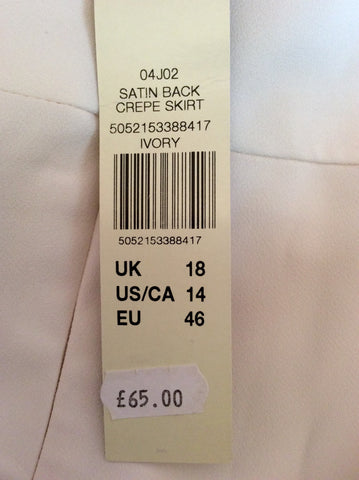 04J02
SATIN BACK
CREPE SKIRT
5052153388417
IVORY
5052153388417
UK 18
US/CA 14
EU 46
£65.00